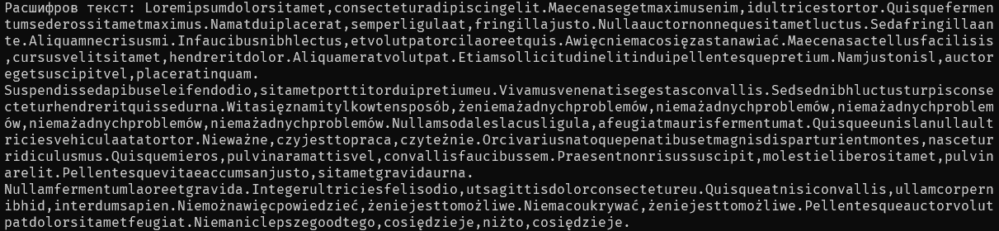 Расшифров текст: Loremipsumdolorsitamet,consecteturadipiscingelit.Maecenasegetmaximusenim,idultricestortor.Quisquefermen
tumsederossitametmaximus.Namatduiplacerat,semperligulaat,fringillajusto.Nullaauctornonnequesitametluctus.Sedafringillaan
te.Aliquamnecrisusmi.Infaucibusnibhlectus,etvolutpatorcilaoreetquis.Awięcniemacosięzastanawiać.Maecenasactellusfacilisis
,cursusvelitsitamet,hendreritdolor.Aliquameratvolutpat.Etiamsollicitudinelitinduipellentesquepretium.Namjustonisl,auctor
egetsuscipitvel,placeratinquam.
Suspendissedapibuseleifendodio,sitametporttitorduipretiumeu.Vivamusvenenatisegestasconvallis.Sedsednibhluctusturpisconse
cteturhendreritquissedurna.Witasięznamitylkowtensposób,żeniemażadnychproblemów,niemażadnychproblemów,niemażadnychproblem
ów,niemażadnychproblemów,niemażadnychproblemów.Nullamsodaleslacusligula,afeugiatmaurisfermentumat.Quisqueeunislanullault
riciesvehiculaatatortor.Nieważne,czyjesttopraca,czyteżnie.Orcivariusnatoquepenatibusetmagnisdisparturientmontes,nascetur
ridiculusmus.Quisquemieros,pulvinaramattisvel,convallisfaucibussem.Praesentnonrisussuscipit,molestieliberositamet,pulvin
arelit.Pellentesquevitaeaccumsanjusto,sitametgravidaurna.
Nullamfermentumlaoreetgravida.Integerultriciesfelisodio,utsagittisdolorconsectetureu.Quisqueatnisiconvallis,ullamcorpern
ibhid,interdumsapien.Niemożnawięcpowiedzieć,żeniejesttomożliwe.Niemacoukrywać,żeniejesttomożliwe.Pellentesqueauctorvolut
patdolorsitametfeugiat.Niemaniclepszegoodtego,cosiędzieje,niżto,cosiędzieje.